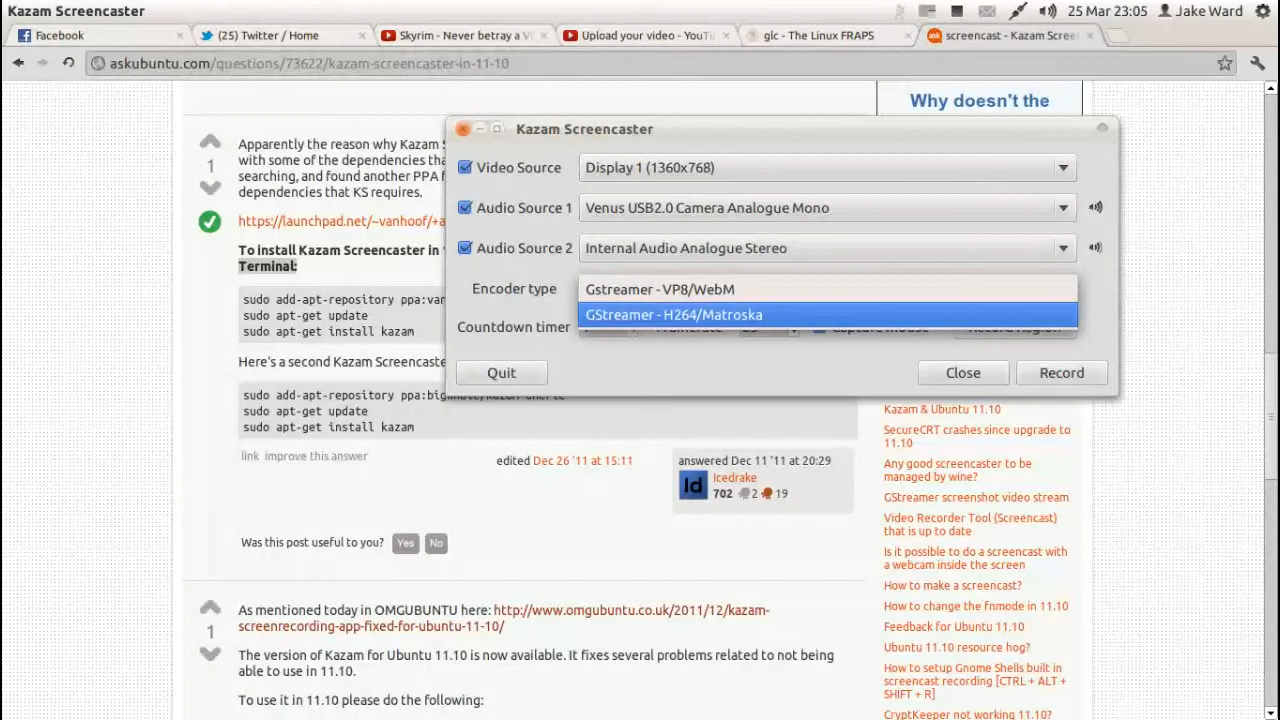 Kazam Screencaster
25 Mar 23:05
Jake Ward
Facebook
(25) Twitter / Home
Skyrim - Never betray a V
Upload your video - YouT
glc - The Linux FRAPS
screencast - Kazam Scree
askubuntu.com/questions/73622/kazam-screencaster-in-11-10
Why doesn't the
Apparently the reason why Kazam S
with some of the dependencies tha
searching, and found another PPA f
dependencies that KS requires.
1
https://launchpad.net/~vanhoof/+a
To install Kazam Screencaster in
Terminal:
sudo add-apt-repository ppa:van
sudo apt-get update
sudo apt-get install kazam
Here's a second Kazam Screencaste
sudo add-apt-repository
sudo apt-get update
sudo apt-get install kazam
link improve this answer
edited Dec 26 '11 at 15:11
answered Dec 11 '11 at 20:29
Id
Icedrake
702 2 19
Was this post useful to you? Yes No
Kazam Screencaster
Video Source Display 1 (1360x768)
Audio Source 1 Venus USB2.0 Camera Analogue Mono
Audio Source 2 Internal Audio Analogue Stereo
Encoder type Gstreamer - VP8/WebM
GStreamer - H264/Matroska
Countdown timer
Quit Close Record
Kazam & Ubuntu 11.10
SecureCRT crashes since upgrade to
11.10
Any good screencaster to be
managed by wine?
GStreamer screenshot video stream
Video Recorder Tool (Screencast)
that is up to date
Is it possible to do a screencast with
a webcam inside the screen
How to make a screencast?
How to change the fnmode in 11.10
Feedback for Ubuntu 11.10
Ubuntu 11.10 resource hog?
How to setup Gnome Shells built in
screencast recording [CTRL + ALT +
SHIFT + R]
CryptKeeper not working 11.10?
1
As mentioned today in OMGUBUNTU here: http://www.omgubuntu.co.uk/2011/12/kazam-
screenrecording-app-fixed-for-ubuntu-11-10/
The version of Kazam for Ubuntu 11.10 is now available. It fixes several problems related to not being
able to use in 11.10.
To use it in 11.10 please do the following: